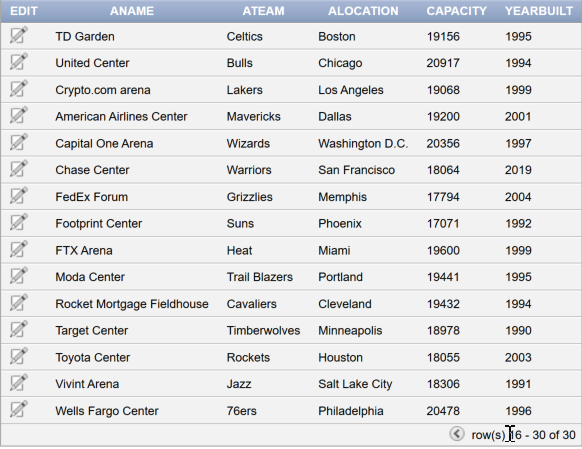 EDIT ANAME ATEAM ALOCATION CAPACITY YEARBUILT
TD Garden Celtics Boston 19156 1995
United Center Bulls Chicago 20917 1994
Crypto.com arena Lakers Los Angeles 19068 1999
American Airlines Center Mavericks Dallas 19200 2001
Capital One Arena Wizards Washington D.C. 20356 1997
Chase Center Warriors San Francisco 18064 2019
FedEx Forum Grizzlies Memphis 17794 2004
Footprint Center Suns Phoenix 17071 1992
FTX Arena Heat Miami 19600 1999
Moda Center Trail Blazers Portland 19441 1995
Rocket Mortgage Fieldhouse Cavaliers Cleveland 19432 1994
Target Center Timberwolves Minneapolis 18978 1990
Toyota Center Rockets Houston 18055 2003
Vivint Arena Jazz Salt Lake City 18306 1991
Wells Fargo Center 76ers Philadelphia 20478 1996
row(s) 16 - 30 of 30